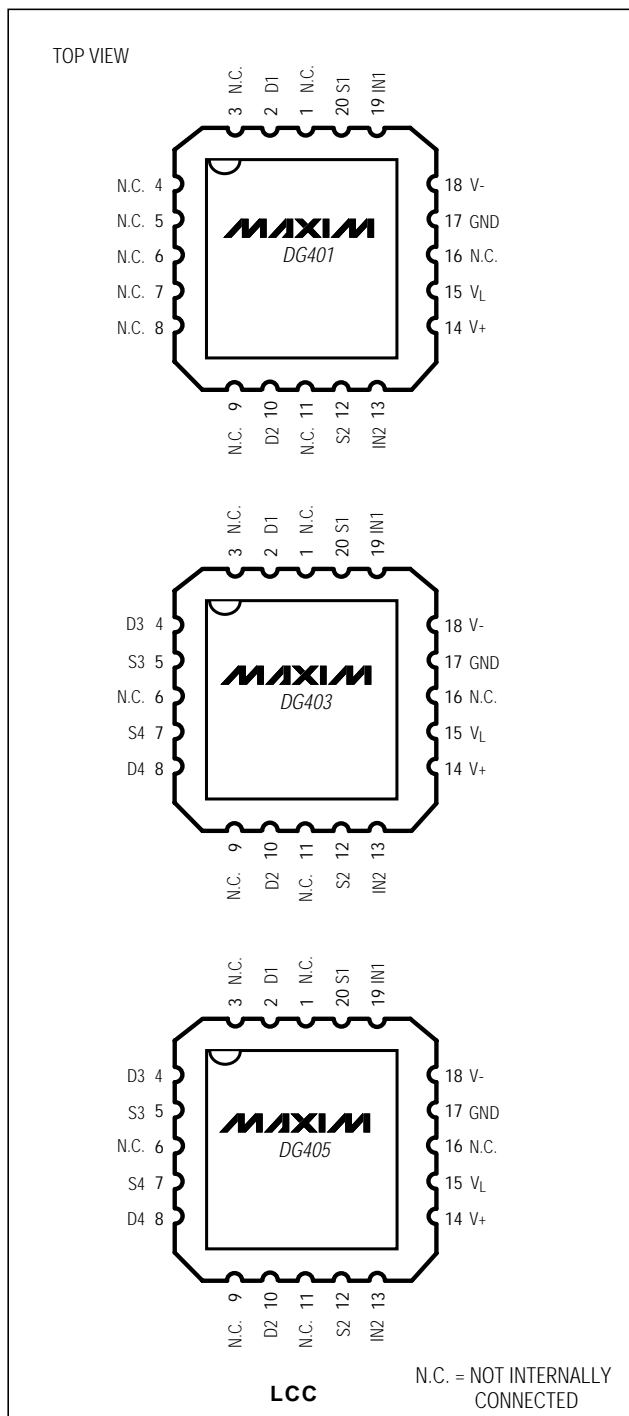 TOP VIEW
3 N.C.
2 D1
1 N.C.
20 S1
19 IN1
N.C. 4
N.C. 5
N.C. 6
N.C. 7
N.C. 8
MAXIM
DG401
18 V-
17 GND
16 N.C.
15 VL
14 V+
N.C. 9
D2 10
N.C. 11
S2 12
IN2 13
3 N.C.
2 D1
1 N.C.
20 S1
19 IN1
D3 4
S3 5
N.C. 6
S4 7
D4 8
MAXIM
DG403
18 V-
17 GND
16 N.C.
15 VL
14 V+
N.C. 9
D2 10
N.C. 11
S2 12
IN2 13
3 N.C.
2 D1
1 N.C.
20 S1
19 IN1
D3 4
S3 5
N.C. 6
S4 7
D4 8
MAXIM
DG405
18 V-
17 GND
16 N.C.
15 VL
14 V+
N.C. 9
D2 10
N.C. 11
S2 12
IN2 13
LCC
N.C. = NOT INTERNALLY
CONNECTED